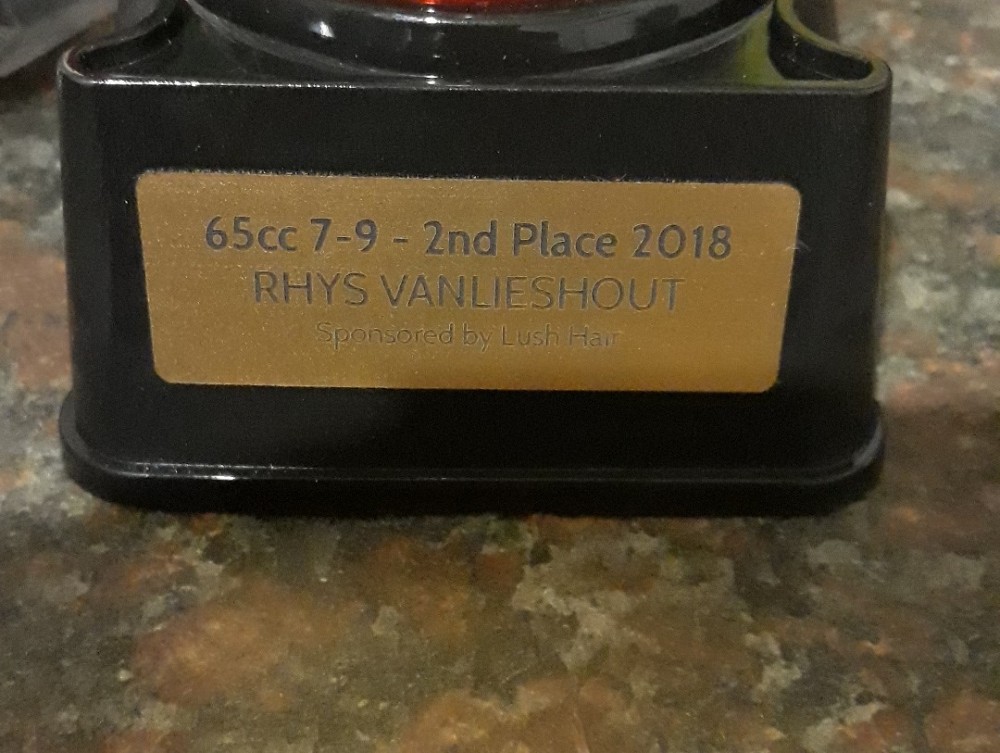 65cc 7-9 - 2nd Place 2018
RHYS VANLIESHOUT
Sponsored by Lush Hair